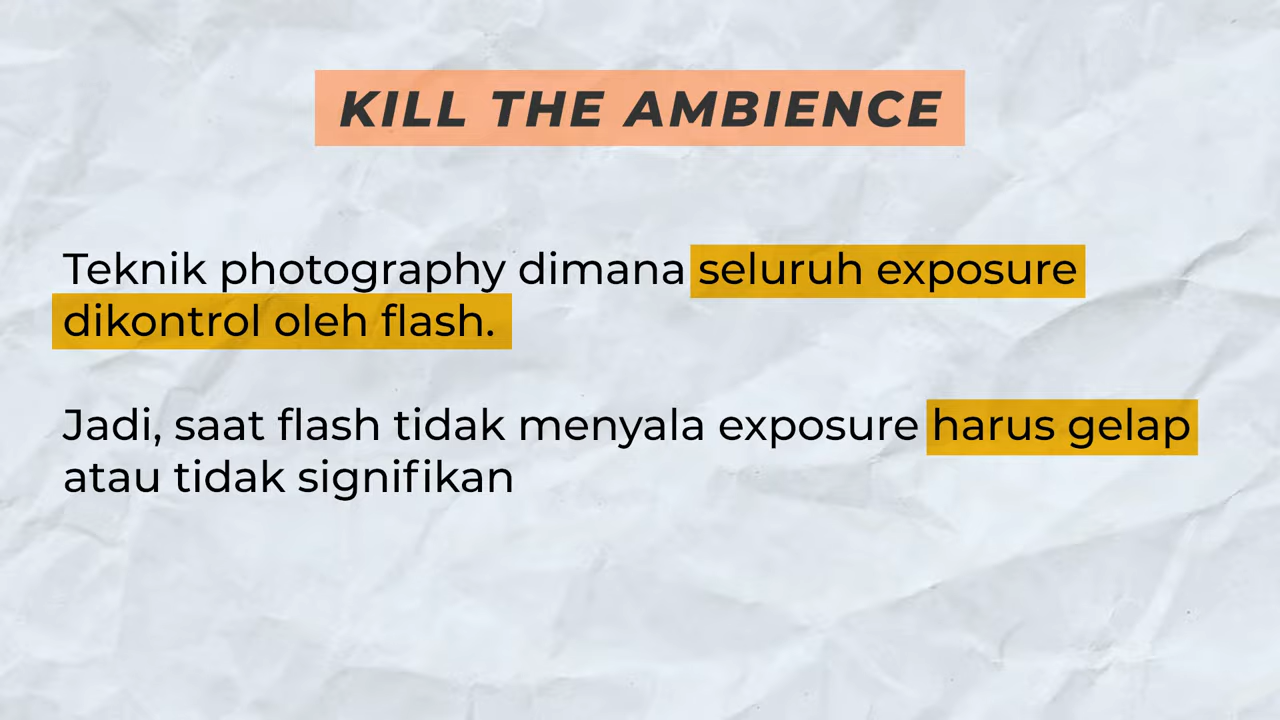 KILL THE AMBIENCE
Teknik photography dimana seluruh exposure
dikontrol oleh flash.
Jadi, saat flash tidak menyala exposure harus gelap
atau tidak signifikan